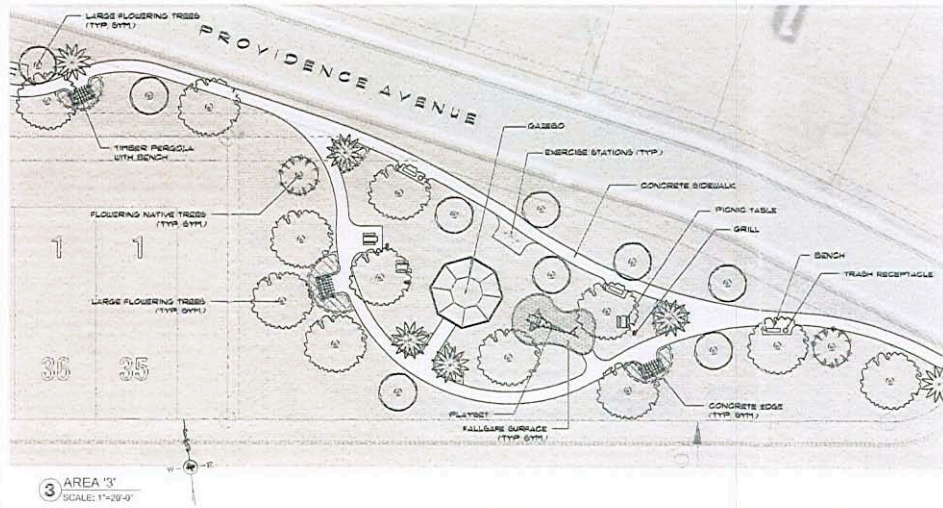 LARGE FLOWERING TREES
(TYP. SYM.)
PROVIDENCE AVENUE
TIMBER PERGOLA
WITH BENCH
GAZEBO
EXERCISE STATIONS (TYP.)
CONCRETE SIDEWALK
PICNIC TABLE
GRILL
BENCH
TRASH RECEPTACLE
FLOWERING NATIVE TREES
(TYP. SYM.)
1 1
LARGE FLOWERING TREES
(TYP. SYM.)
36 35
PLAYSET
FALLSAFE SURFACE
(TYP. SYM.)
CONCRETE EDGE
(TYP. SYM.)
W E
3 AREA '3'
SCALE: 1"=20'-0"